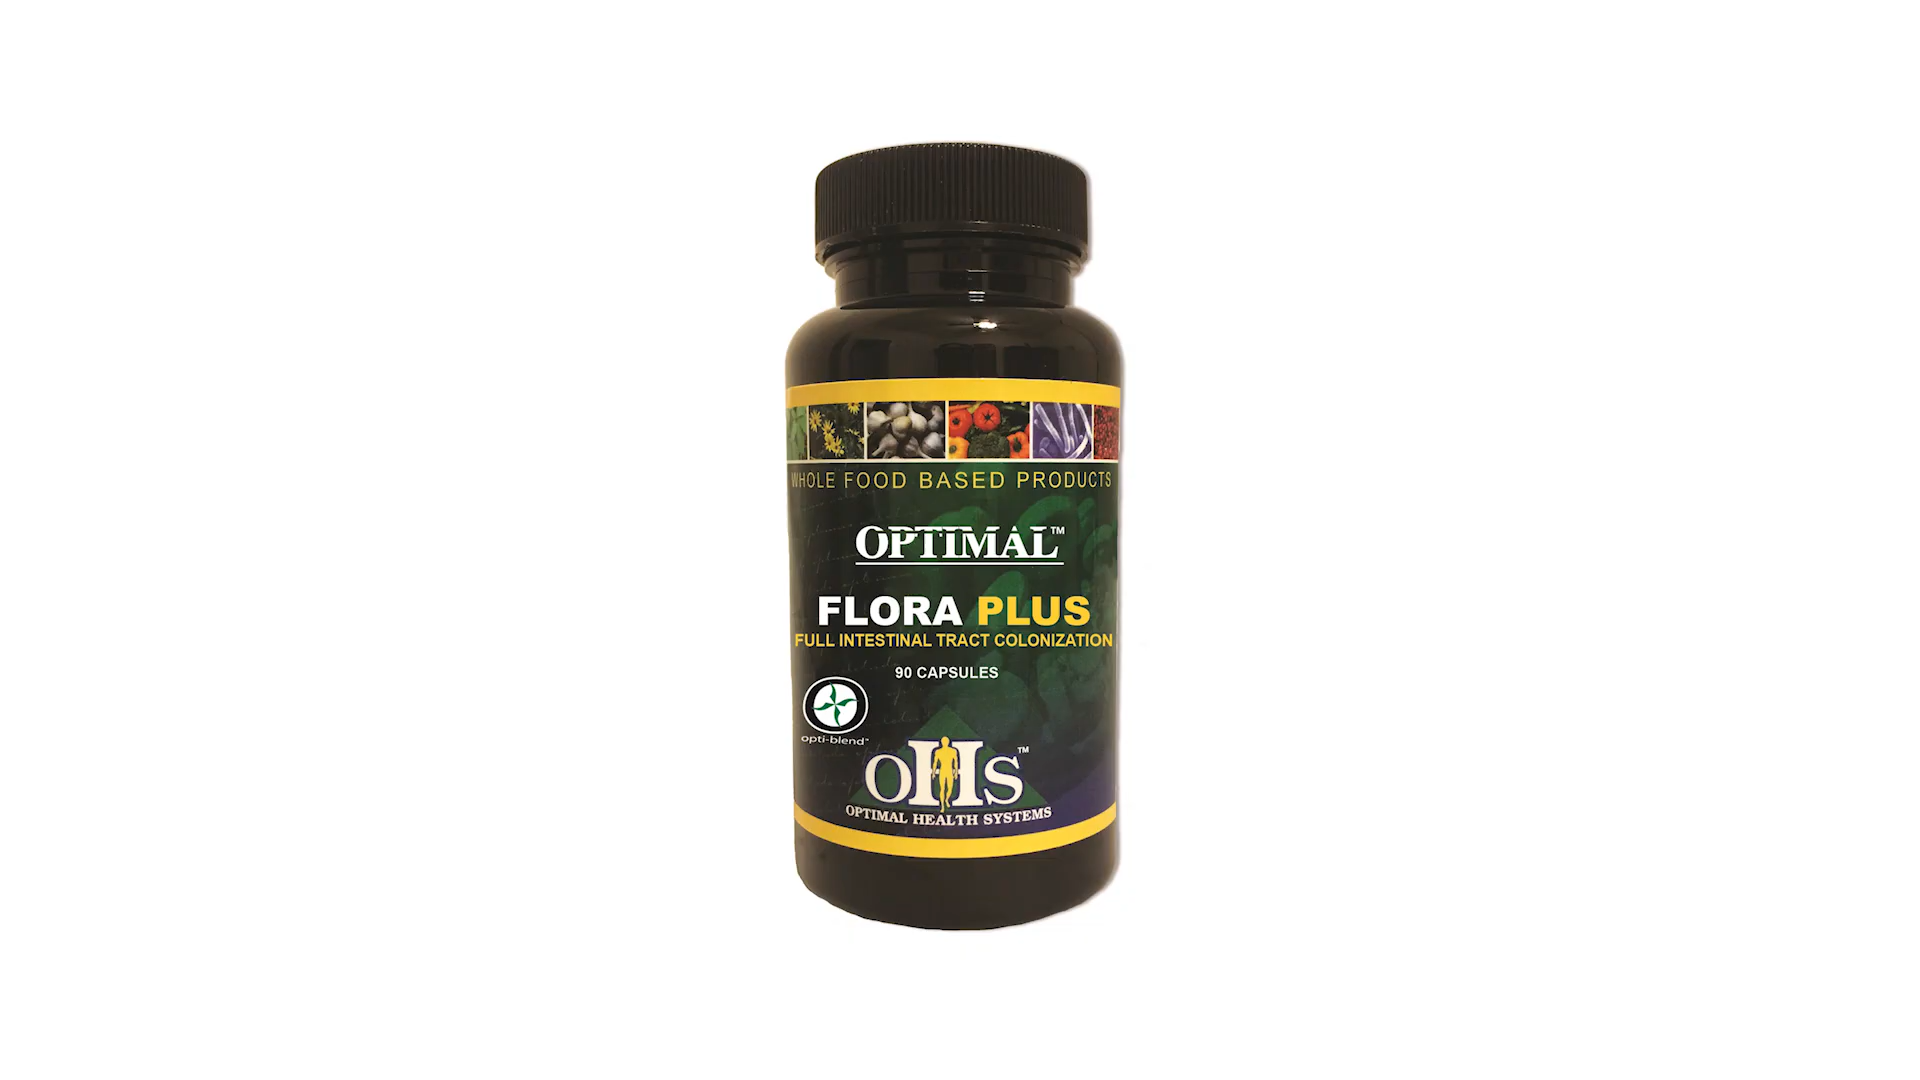 WHOLE FOOD BASED PRODUCTS
OPTIMAL™
FLORA PLUS
FULL INTESTINAL TRACT COLONIZATION
90 CAPSULES
opti-blend™
OHS™
OPTIMAL HEALTH SYSTEMS